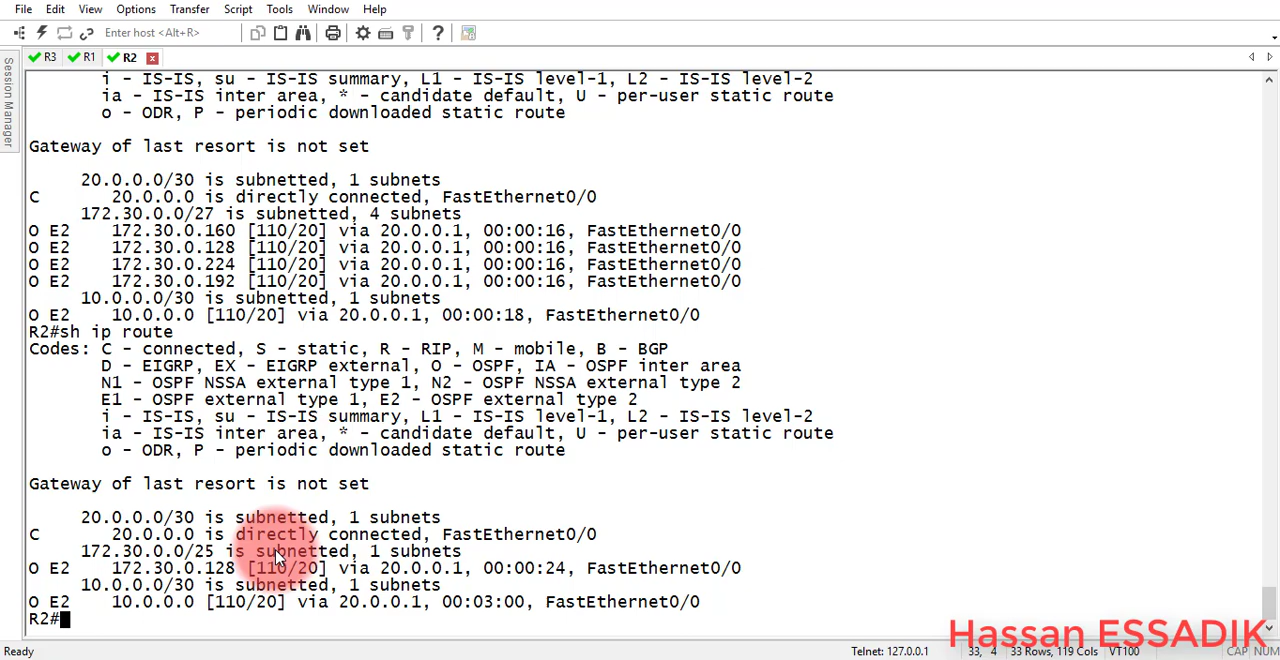 File Edit View Options Transfer Script Tools Window Help
Enter host <Alt+R>
R3 R1 R2
Session Manager
i - IS-IS, su - IS-IS summary, L1 - IS-IS level-1, L2 - IS-IS level-2
ia - IS-IS inter area, * - candidate default, U - per-user static route
o - ODR, P - periodic downloaded static route
Gateway of last resort is not set
20.0.0.0/30 is subnetted, 1 subnets
C 20.0.0.0 is directly connected, FastEthernet0/0
172.30.0.0/27 is subnetted, 4 subnets
O E2 172.30.0.160 [110/20] via 20.0.0.1, 00:00:16, FastEthernet0/0
O E2 172.30.0.128 [110/20] via 20.0.0.1, 00:00:16, FastEthernet0/0
O E2 172.30.0.224 [110/20] via 20.0.0.1, 00:00:16, FastEthernet0/0
O E2 172.30.0.192 [110/20] via 20.0.0.1, 00:00:16, FastEthernet0/0
10.0.0.0/30 is subnetted, 1 subnets
O E2 10.0.0.0 [110/20] via 20.0.0.1, 00:00:18, FastEthernet0/0
R2#sh ip route
Codes: C - connected, S - static, R - RIP, M - mobile, B - BGP
D - EIGRP, EX - EIGRP external, O - OSPF, IA - OSPF inter area
N1 - OSPF NSSA external type 1, N2 - OSPF NSSA external type 2
E1 - OSPF external type 1, E2 - OSPF external type 2
i - IS-IS, su - IS-IS summary, L1 - IS-IS level-1, L2 - IS-IS level-2
ia - IS-IS inter area, * - candidate default, U - per-user static route
o - ODR, P - periodic downloaded static route
Gateway of last resort is not set
20.0.0.0/30 is subnetted, 1 subnets
C 20.0.0.0 is directly connected, FastEthernet0/0
172.30.0.0/25 is subnetted, 1 subnets
O E2 172.30.0.128 [110/20] via 20.0.0.1, 00:00:24, FastEthernet0/0
10.0.0.0/30 is subnetted, 1 subnets
O E2 10.0.0.0 [110/20] via 20.0.0.1, 00:03:00, FastEthernet0/0
R2#
Hassan ESSADIK
Ready Telnet: 127.0.0.1 33, 4 33 Rows, 119 Cols VT100 CAP NUM